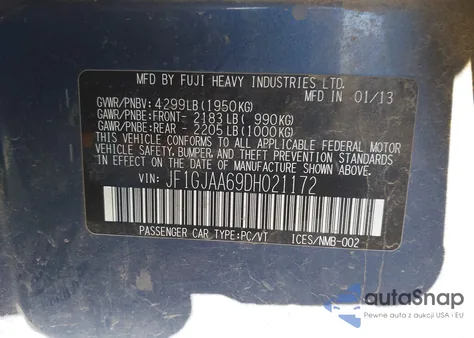 MFD BY FUJI HEAVY INDUSTRIES LTD.
MFD IN 01/13
GVWR/PNBV: 4299LB(1950KG)
GAWR/PNBE:FRONT- 2183LB( 990KG)
GAWR/PNBE:REAR - 2205LB(1000KG)
THIS VEHICLE CONFORMS TO ALL APPLICABLE FEDERAL MOTOR
VEHICLE SAFETY, BUMPER, AND THEFT PREVENTION STANDARDS
IN EFFECT ON THE DATE OF MANUFACTURE SHOWN ABOVE.
VIN: JF1GJAA69DH021172
PASSENGER CAR TYPE:PC/VT ICES/NMB-002
autoSnap
Pewne auta z USA i Kanady